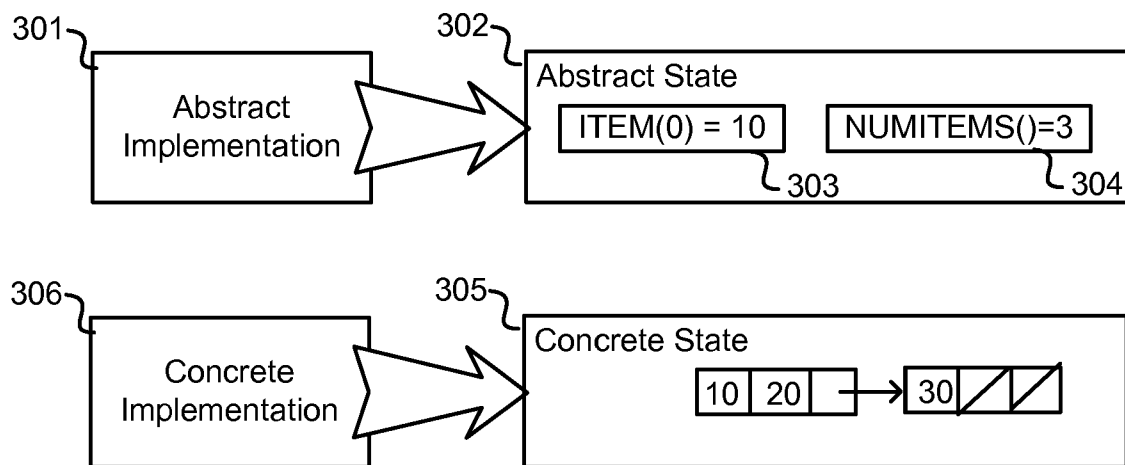 301
302
Abstract
Implementation
Abstract State
ITEM(0) = 10
NUMITEMS()=3
303
304
306
305
Concrete
Implementation
Concrete State
10 20
30